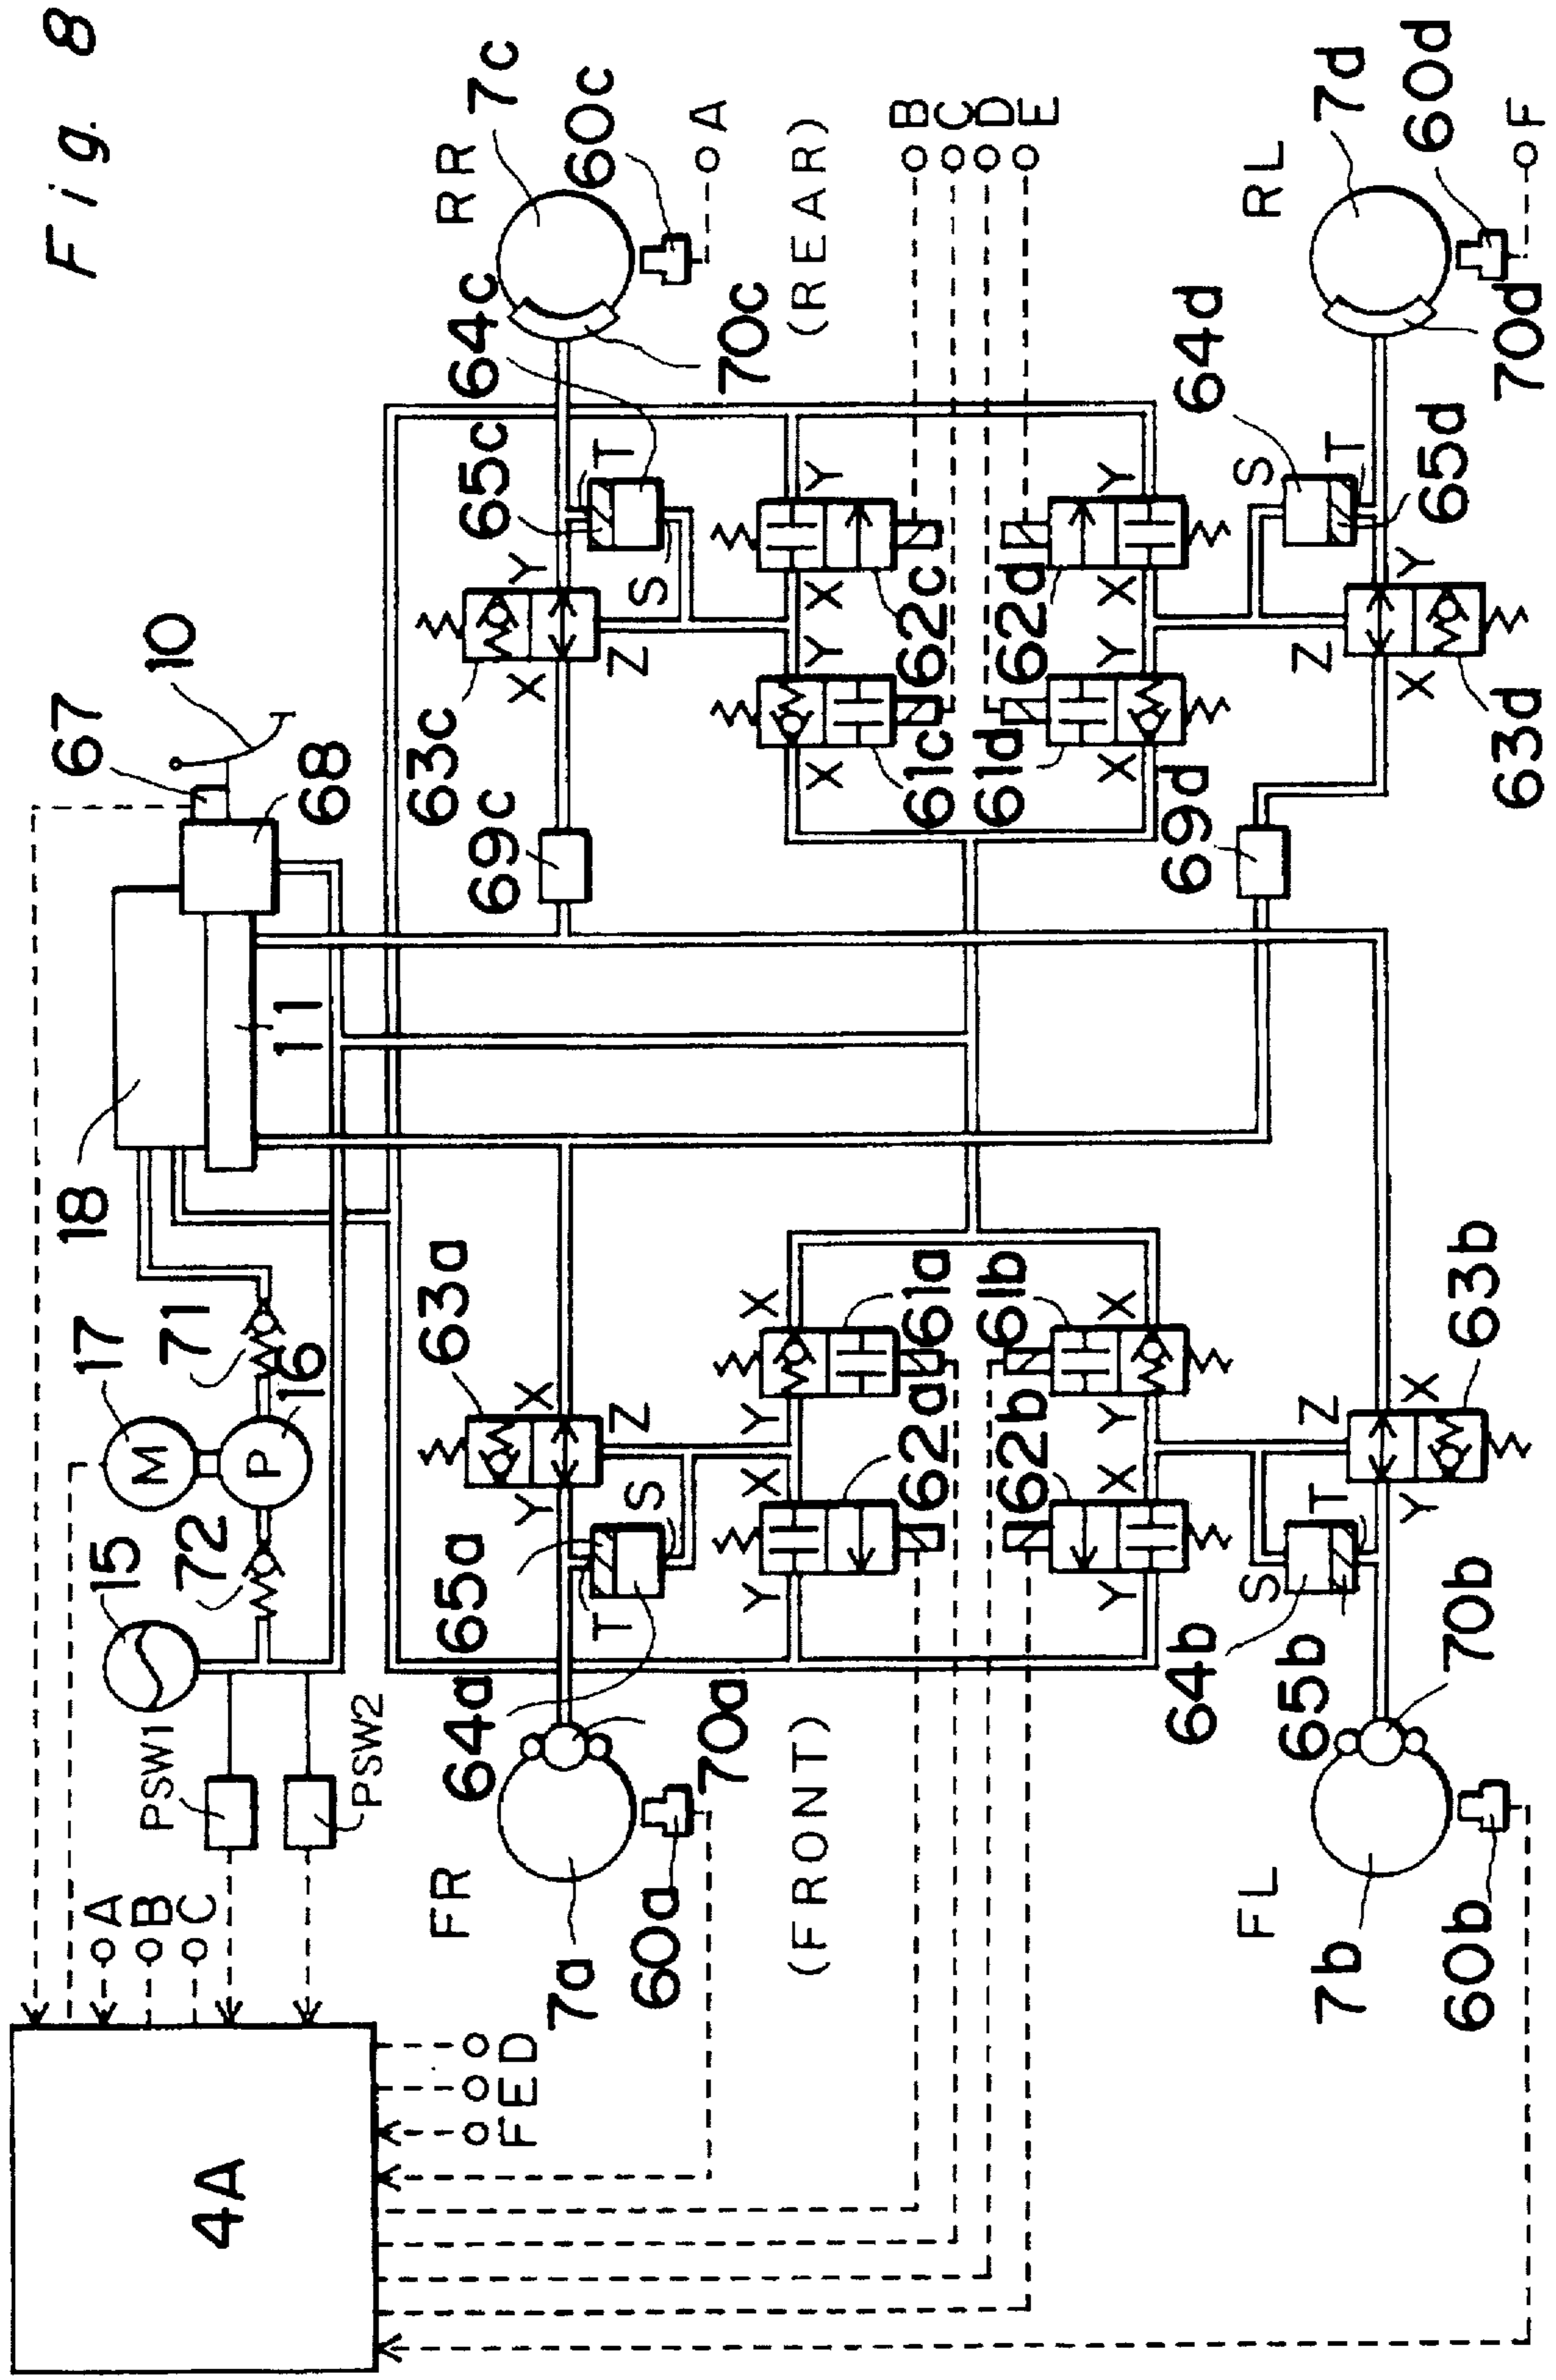 Fig. 8
4A
A
B
C
F E D
PSW1
PSW2
15
72
17
M
P
16
71
18
11
67
10
68
FR
7a
60a
70a
64a
65a
T
S
63a
Y
X
Z
69c
63c
X
Y
Z
65c
T
S
64c
70c
RR
7c
60c
A
(FRONT)
Y
X
Y
X
62a
61a
X
Y
X
Y
61c
62c
(REAR)
B
C
D
E
Y
X
Y
X
62b
61b
X
Y
X
Y
61d
62d
FL
7b
60b
70b
65b
64b
S
T
Z
Y
X
63b
69d
63d
Z
X
Y
S
T
64d
65d
70d
RL
7d
60d
F